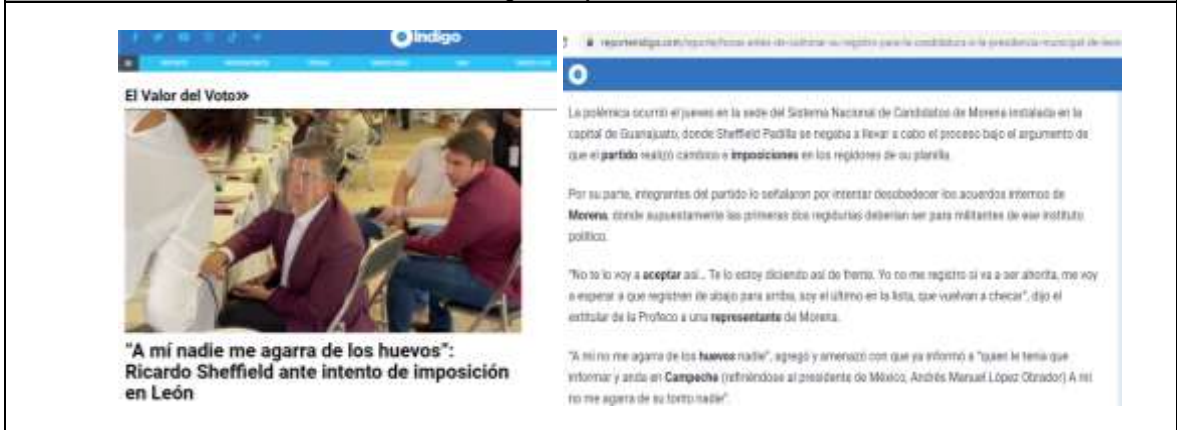 Indigo
El Valor del Voto»
"A mí nadie me agarra de los huevos":
Ricardo Sheffield ante intento de imposición
en León
La polémica ocurrió el jueves en la sede del Sistema Nacional de Candidatos de Morena instalada en la
capital de Guanajuato, donde Sheffield Padilla se negaba a llevar a cabo el proceso bajo el argumento de
que el partido realizó cambios e imposiciones en los regidores de su planilla.
Por su parte, integrantes del partido lo señalaron por intentar desobedecer los acuerdos internos de
Morena, donde supuestamente las primeras dos regidurías deberían ser para militantes de ese instituto
político.
"No te lo voy a aceptar así... Te lo estoy diciendo así de frente. Yo no me registro si va a ser ahorita, me voy
a esperar a que registren de abajo para arriba, soy el último en la lista, que vuelvan a checar", dijo el
extitular de la Profeco a una representante de Morena.
"A mi no me agarra de los huevos nadie", agregó y amenazó con que ya informó a "quien le tenía que
informar y anda en Campeche (refiriéndose al presidente de México, Andrés Manuel López Obrador) A mi
no me agarra de su tonto nadie".